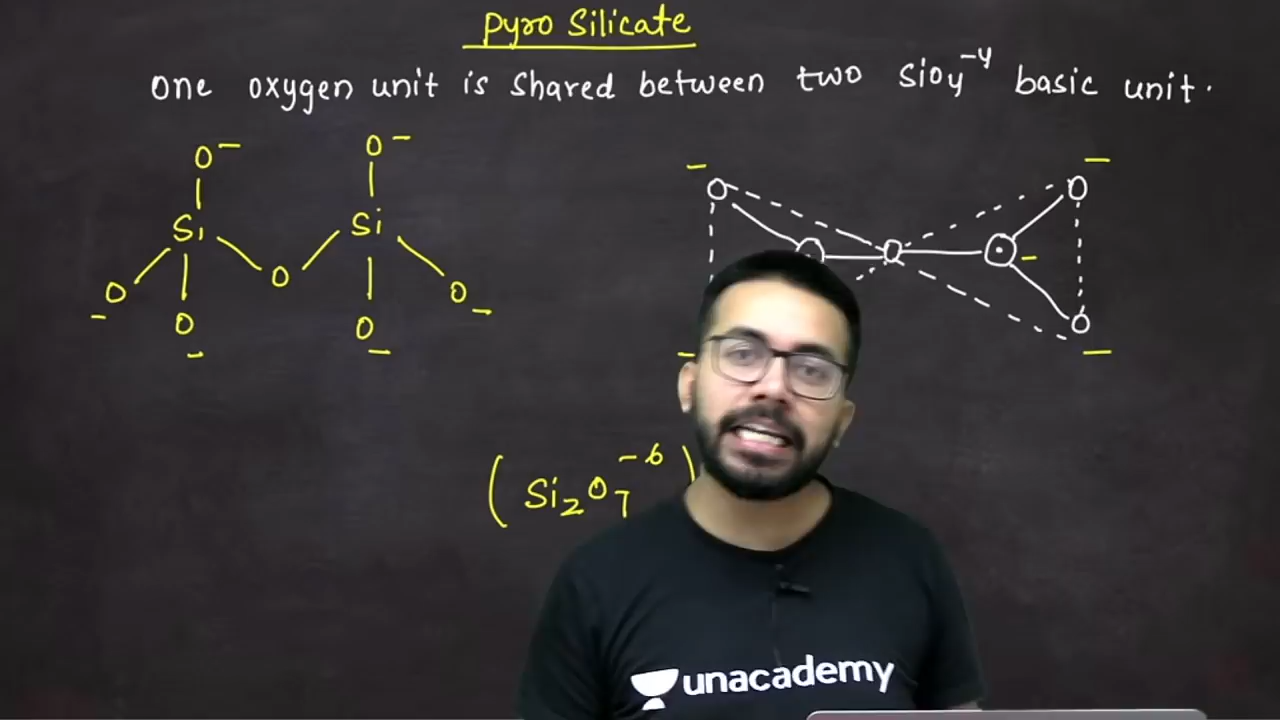 Pyro Silicate
One oxygen unit is shared between two SiO4⁻⁴ basic unit.
O⁻ O⁻
Si Si
O O O
- O O -
- -
- -
O O
O O O -
O
- -
(Si2O7⁻⁶)
unacademy